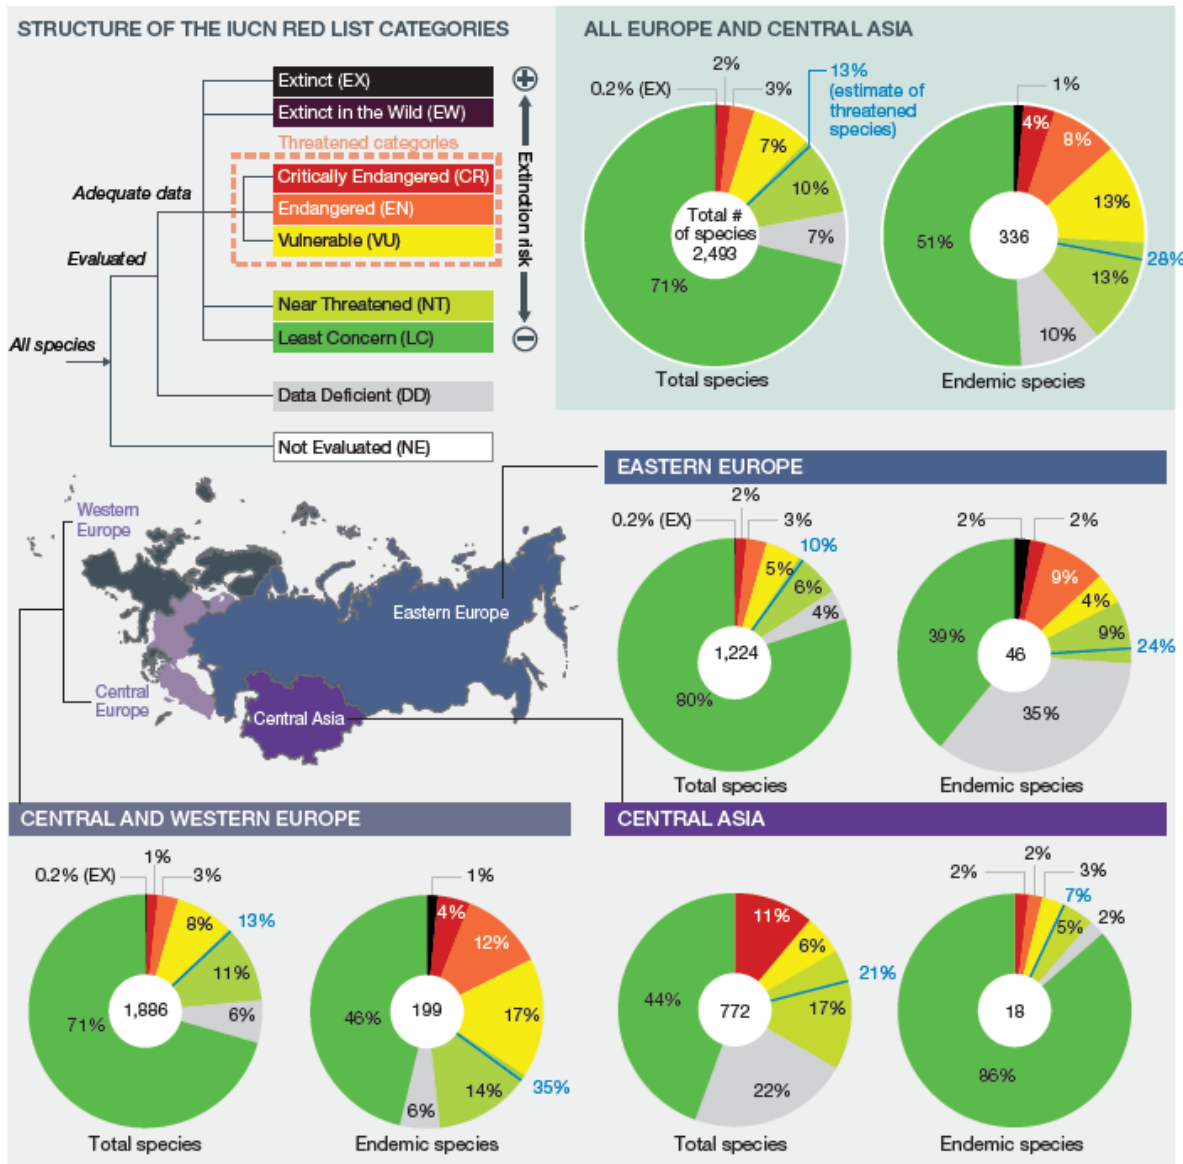 STRUCTURE OF THE IUCN RED LIST CATEGORIES
Extinct (EX)
Extinct in the Wild (EW)
Threatened categories
Critically Endangered (CR)
Endangered (EN)
Vulnerable (VU)
Near Threatened (NT)
Least Concern (LC)
Data Deficient (DD)
Not Evaluated (NE)
Adequate data
Evaluated
All species
Extinction risk
+
−
ALL EUROPE AND CENTRAL ASIA
0.2% (EX)
2%
3%
13%
(estimate of
threatened
species)
7%
10%
7%
71%
Total #
of species
2,493
Total species
1%
4%
8%
13%
28%
13%
10%
51%
336
Endemic species
Western
Europe
Central
Europe
Eastern Europe
Central Asia
EASTERN EUROPE
0.2% (EX)
2%
3%
10%
5%
6%
4%
80%
1,224
Total species
2%
2%
9%
4%
9%
24%
35%
39%
46
Endemic species
CENTRAL AND WESTERN EUROPE
0.2% (EX)
1%
3%
8%
13%
11%
6%
71%
1,886
Total species
1%
4%
12%
17%
35%
14%
6%
46%
199
Endemic species
CENTRAL ASIA
11%
6%
21%
17%
22%
44%
772
Total species
2%
2%
3%
7%
5%
2%
86%
18
Endemic species